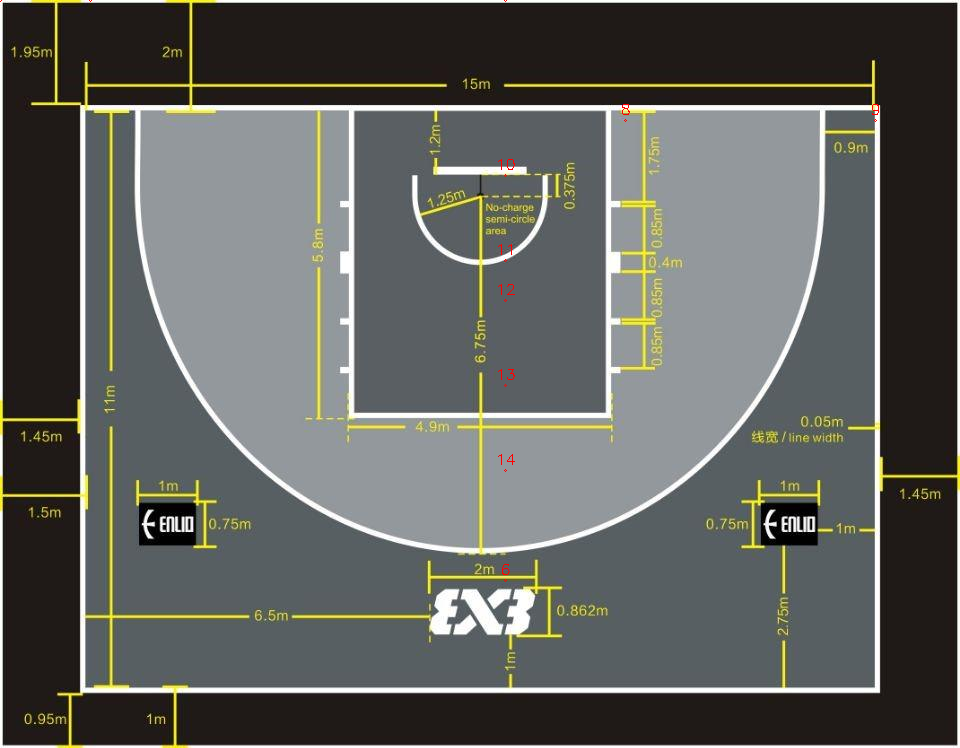 1.95m
2m
15m
8
9
0.9m
1.2m
1.75m
10
0.375m
1.25m
No-charge
semi-circle
area
0.85m
5.8m
11
0.4m
12
0.85m
6.75m
0.85m
13
11m
4.9m
0.05m
线宽 / line width
1.45m
14
1m
1m
1.45m
1.5m
ENLIO
0.75m
0.75m
ENLIO
1m
2m
6
6.5m
3X3
0.862m
2.75m
1m
0.95m
1m